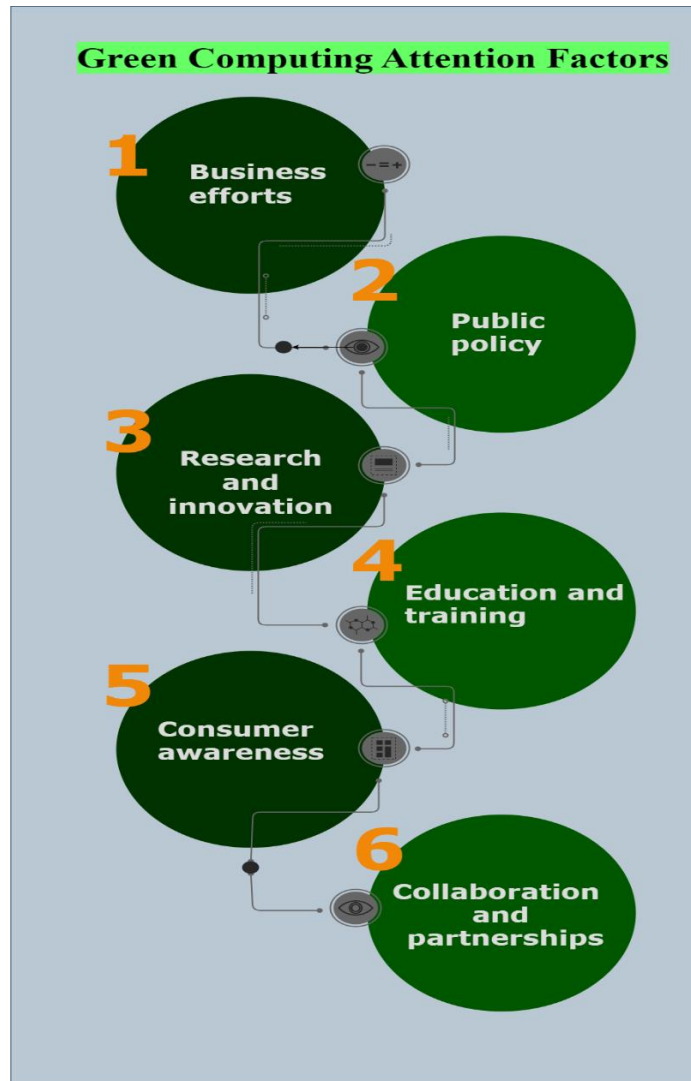 Green Computing Attention Factors
1
Business
efforts
2
Public
policy
3
Research
and
innovation
4
Education and
training
5
Consumer
awareness
6
Collaboration
and
partnerships